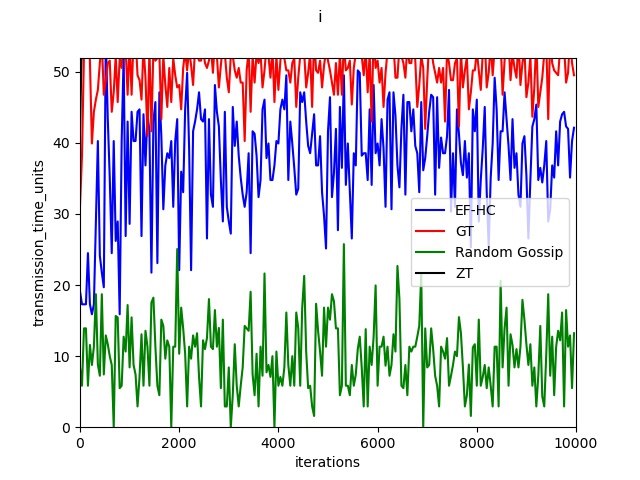 i
50
40
30
20
10
0
transmission_time_units
EF-HC
GT
Random Gossip
ZT
0 2000 4000 6000 8000 10000
iterations